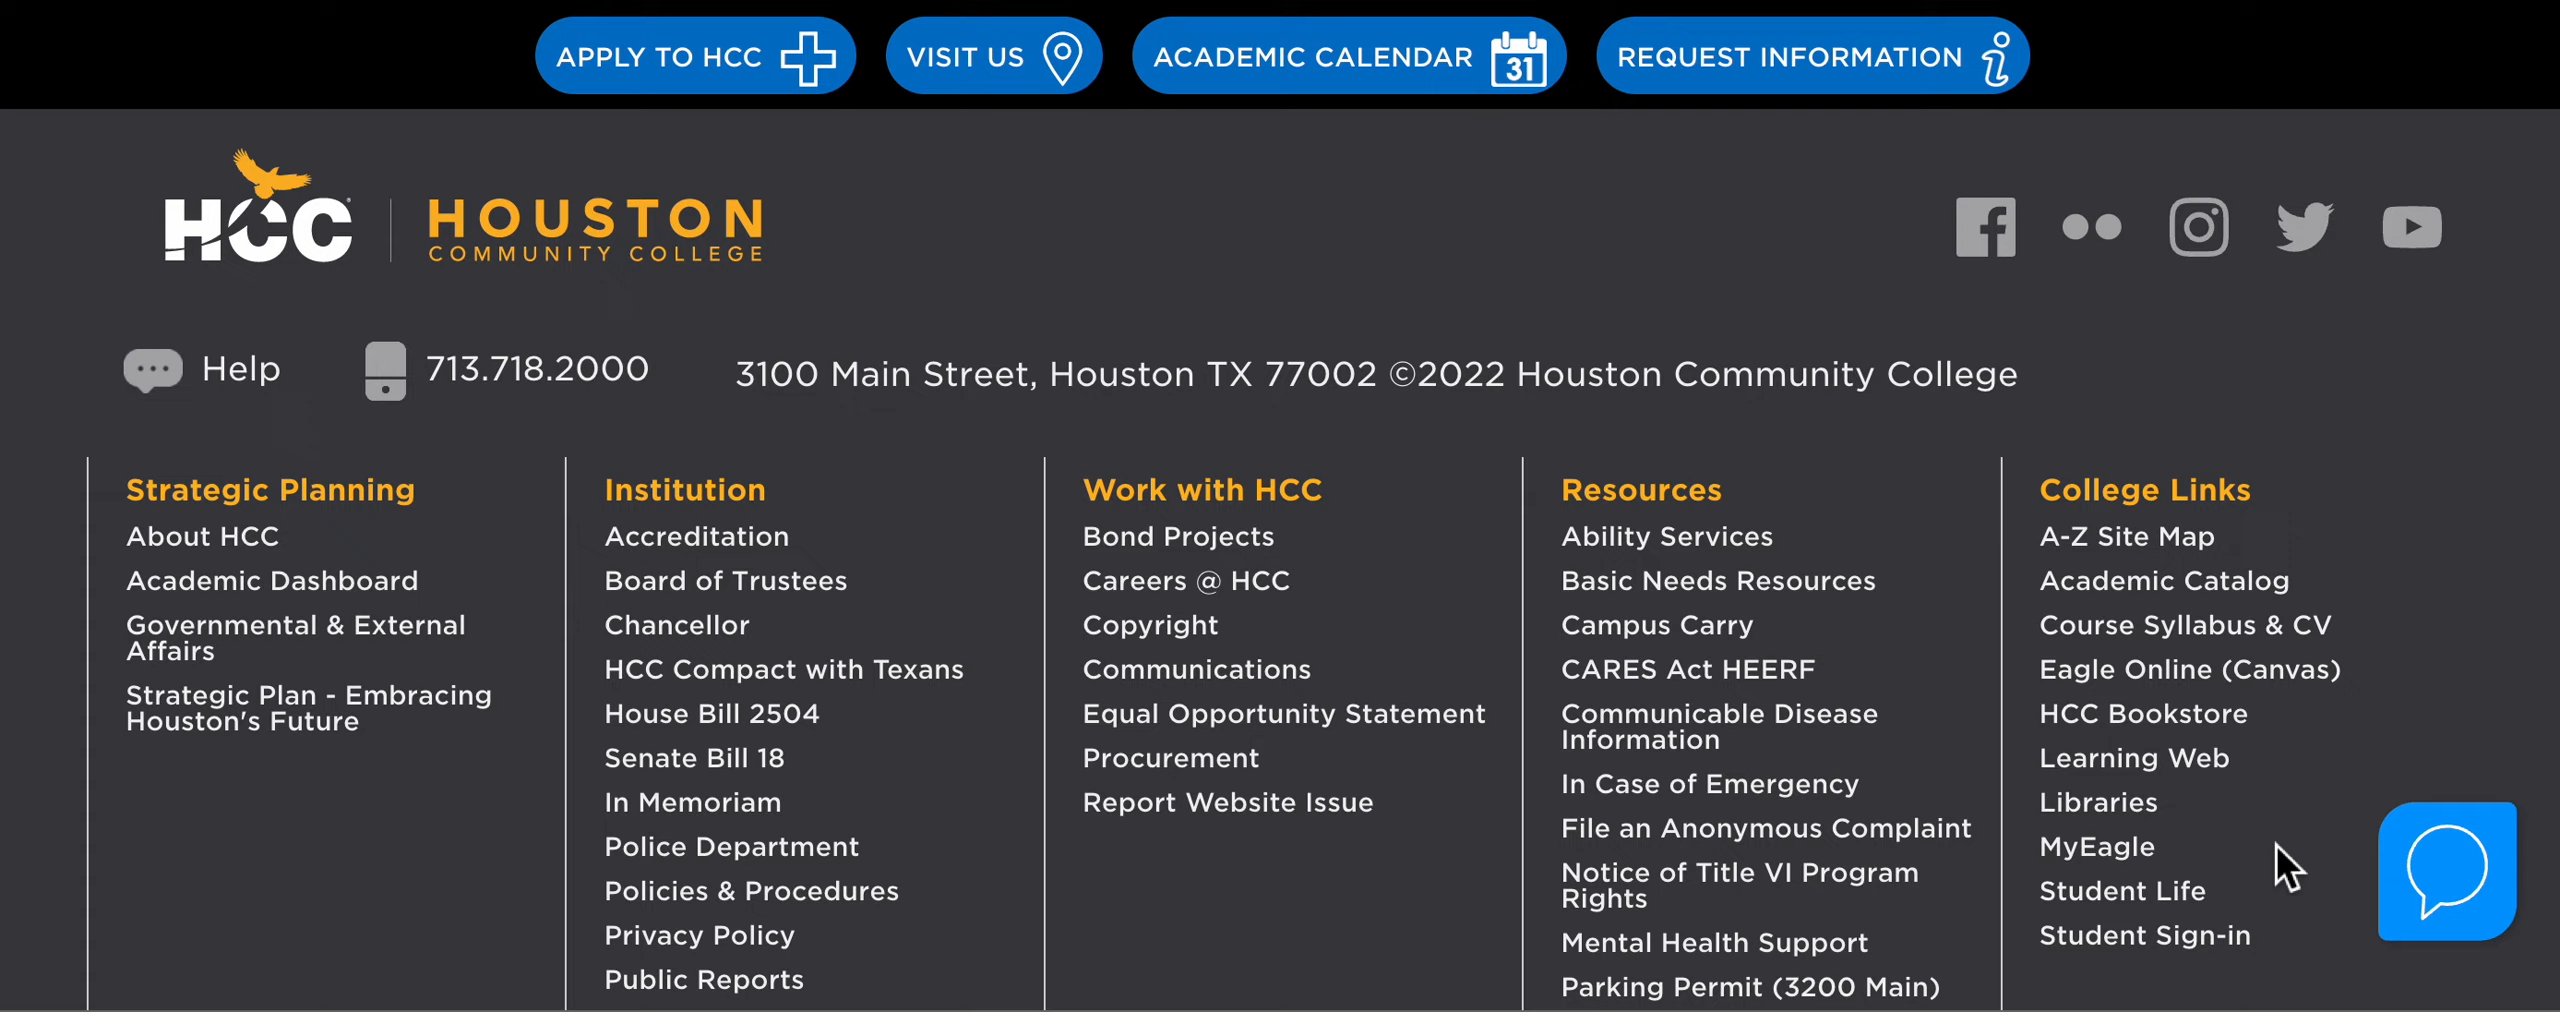 APPLY TO HCC
VISIT US
ACADEMIC CALENDAR
31
REQUEST INFORMATION
HCC
HOUSTON
COMMUNITY COLLEGE
Help
713.718.2000
3100 Main Street, Houston TX 77002 ©2022 Houston Community College
Strategic Planning
About HCC
Academic Dashboard
Governmental & External
Affairs
Strategic Plan - Embracing
Houston's Future
Institution
Accreditation
Board of Trustees
Chancellor
HCC Compact with Texans
House Bill 2504
Senate Bill 18
In Memoriam
Police Department
Policies & Procedures
Privacy Policy
Public Reports
Work with HCC
Bond Projects
Careers @ HCC
Copyright
Communications
Equal Opportunity Statement
Procurement
Report Website Issue
Resources
Ability Services
Basic Needs Resources
Campus Carry
CARES Act HEERF
Communicable Disease
Information
In Case of Emergency
File an Anonymous Complaint
Notice of Title VI Program
Rights
Mental Health Support
Parking Permit (3200 Main)
College Links
A-Z Site Map
Academic Catalog
Course Syllabus & CV
Eagle Online (Canvas)
HCC Bookstore
Learning Web
Libraries
MyEagle
Student Life
Student Sign-in